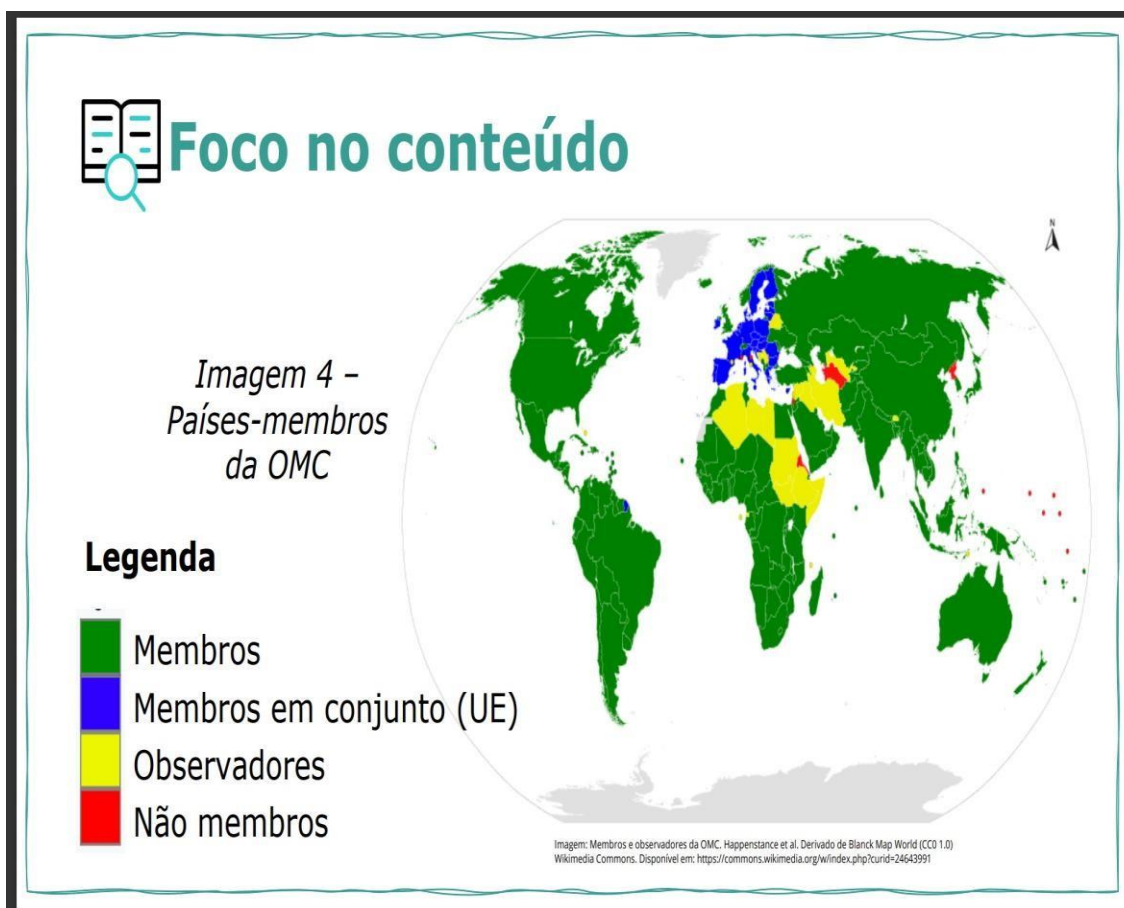 Foco no conteúdo
N
Imagem 4 –
Países-membros
da OMC
Legenda
Membros
Membros em conjunto (UE)
Observadores
Não membros
Imagem: Membros e observadores da OMC. Happenstance et al. Derivado de Blanck Map World (CC0 1.0)
Wikimedia Commons. Disponível em: https://commons.wikimedia.org/w/index.php?curid=24643991